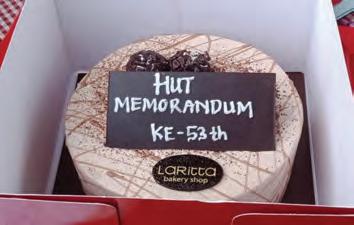 HUT
MEMORANDUM
KE-53th
LaRitta
bakery shop